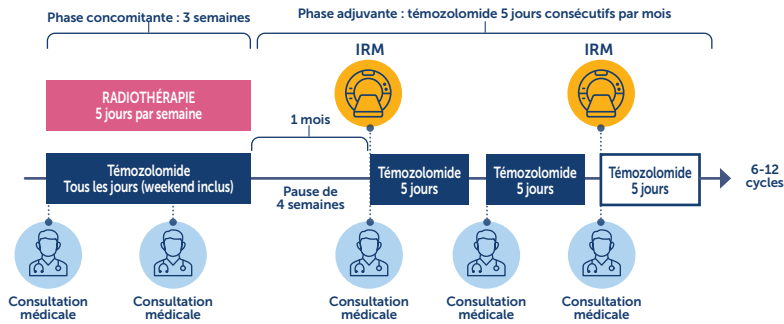 Phase concomitante : 3 semaines
Phase adjuvante : témozolomide 5 jours consécutifs par mois
IRM
IRM
RADIOTHÉRAPIE
5 jours par semaine
1 mois
Témozolomide
Tous les jours (weekend inclus)
Pause de
4 semaines
Témozolomide
5 jours
Témozolomide
5 jours
Témozolomide
5 jours
6-12
cycles
Consultation
médicale
Consultation
médicale
Consultation
médicale
Consultation
médicale
Consultation
médicale